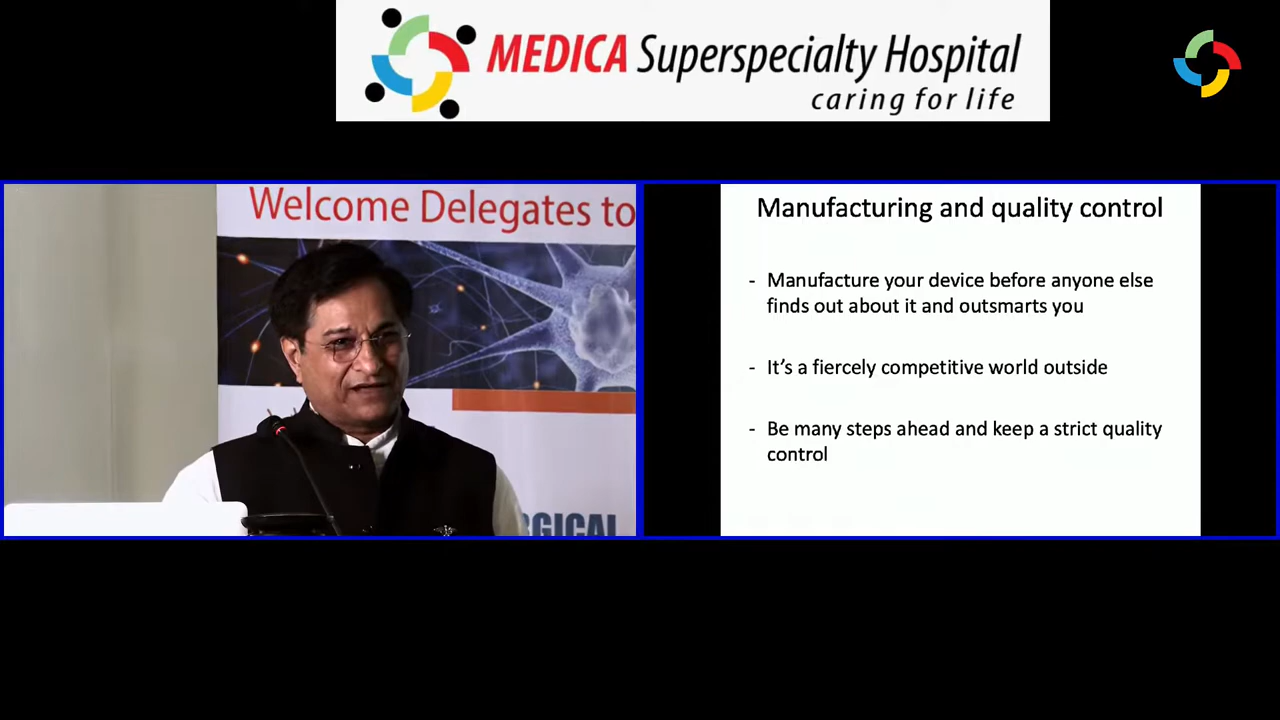 MEDICA Superspecialty Hospital
caring for life
Welcome Delegates to
Manufacturing and quality control
- Manufacture your device before anyone else
finds out about it and outsmarts you
- It's a fiercely competitive world outside
- Be many steps ahead and keep a strict quality
control